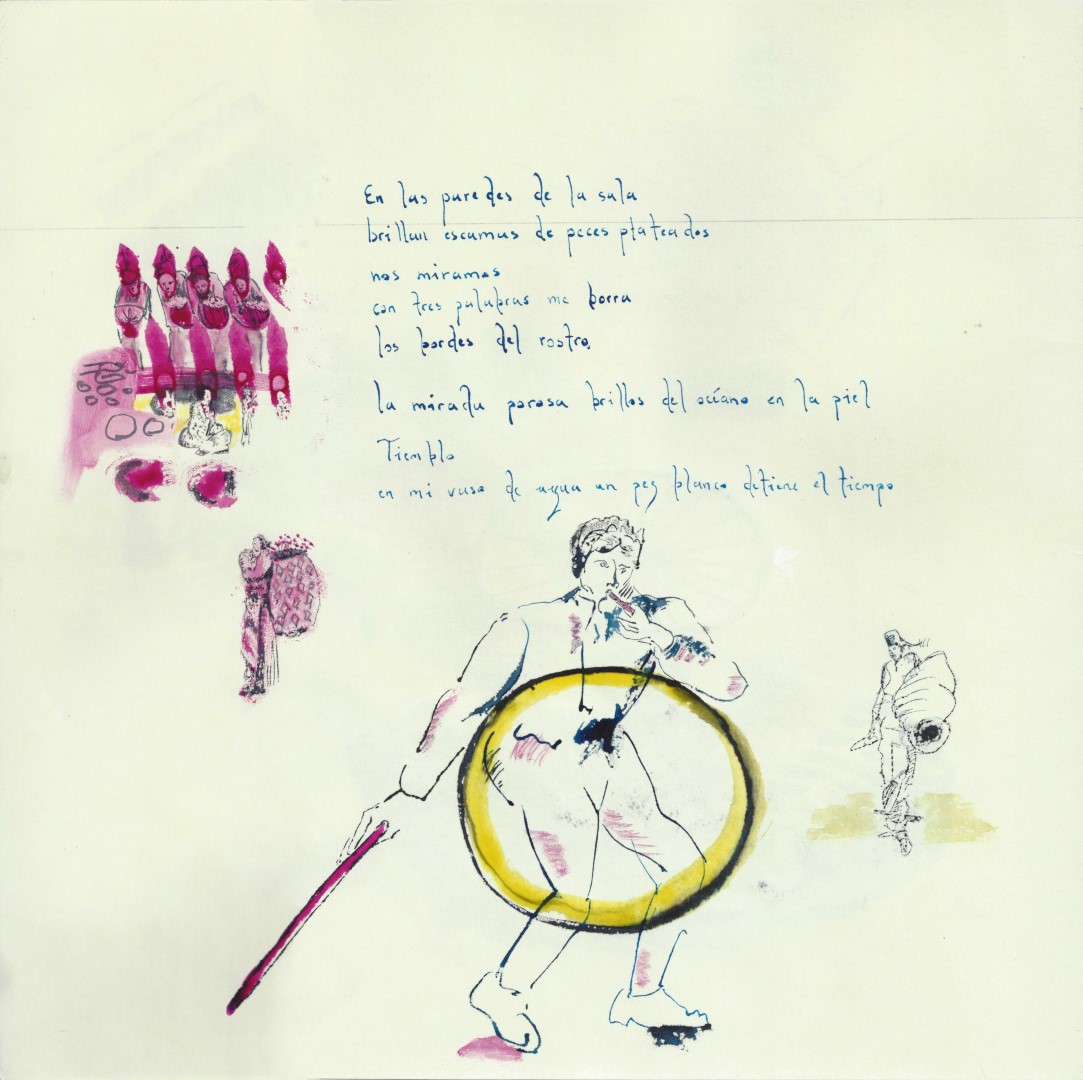 En las paredes de la sala
brillan escamas de peces plateados
nos miramos
con tres palabras me borra
los bordes del rostro.
la mirada porosa brillos del océano en la piel
Tiemblo
en mi vaso de agua un pez blanco detiene el tiempo